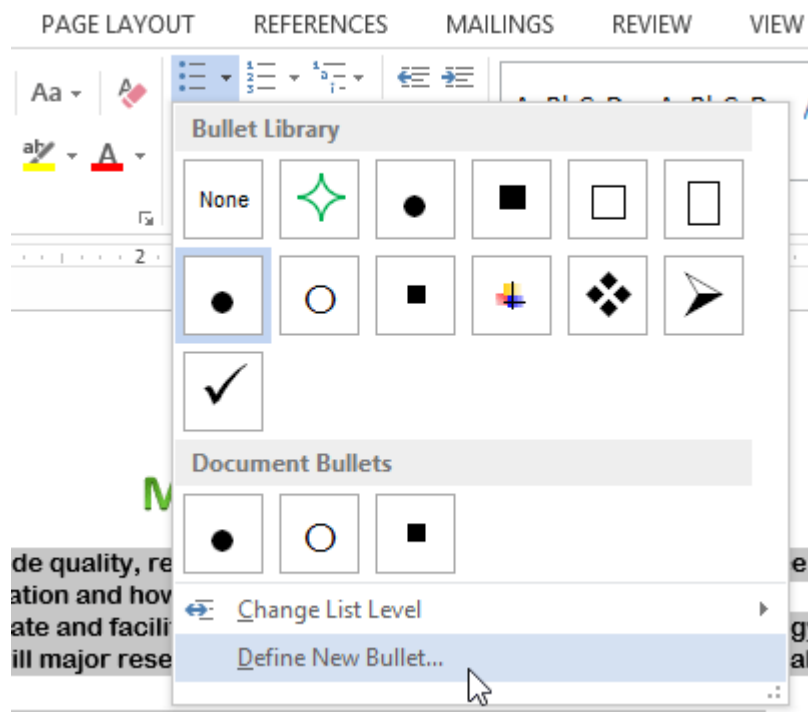 PAGE LAYOUT REFERENCES MAILINGS REVIEW VIEW
Aa
Bullet Library
None
2
Document Bullets
M
de quality, re
ation and how
ate and facili
ill major rese
Change List Level
Define New Bullet...